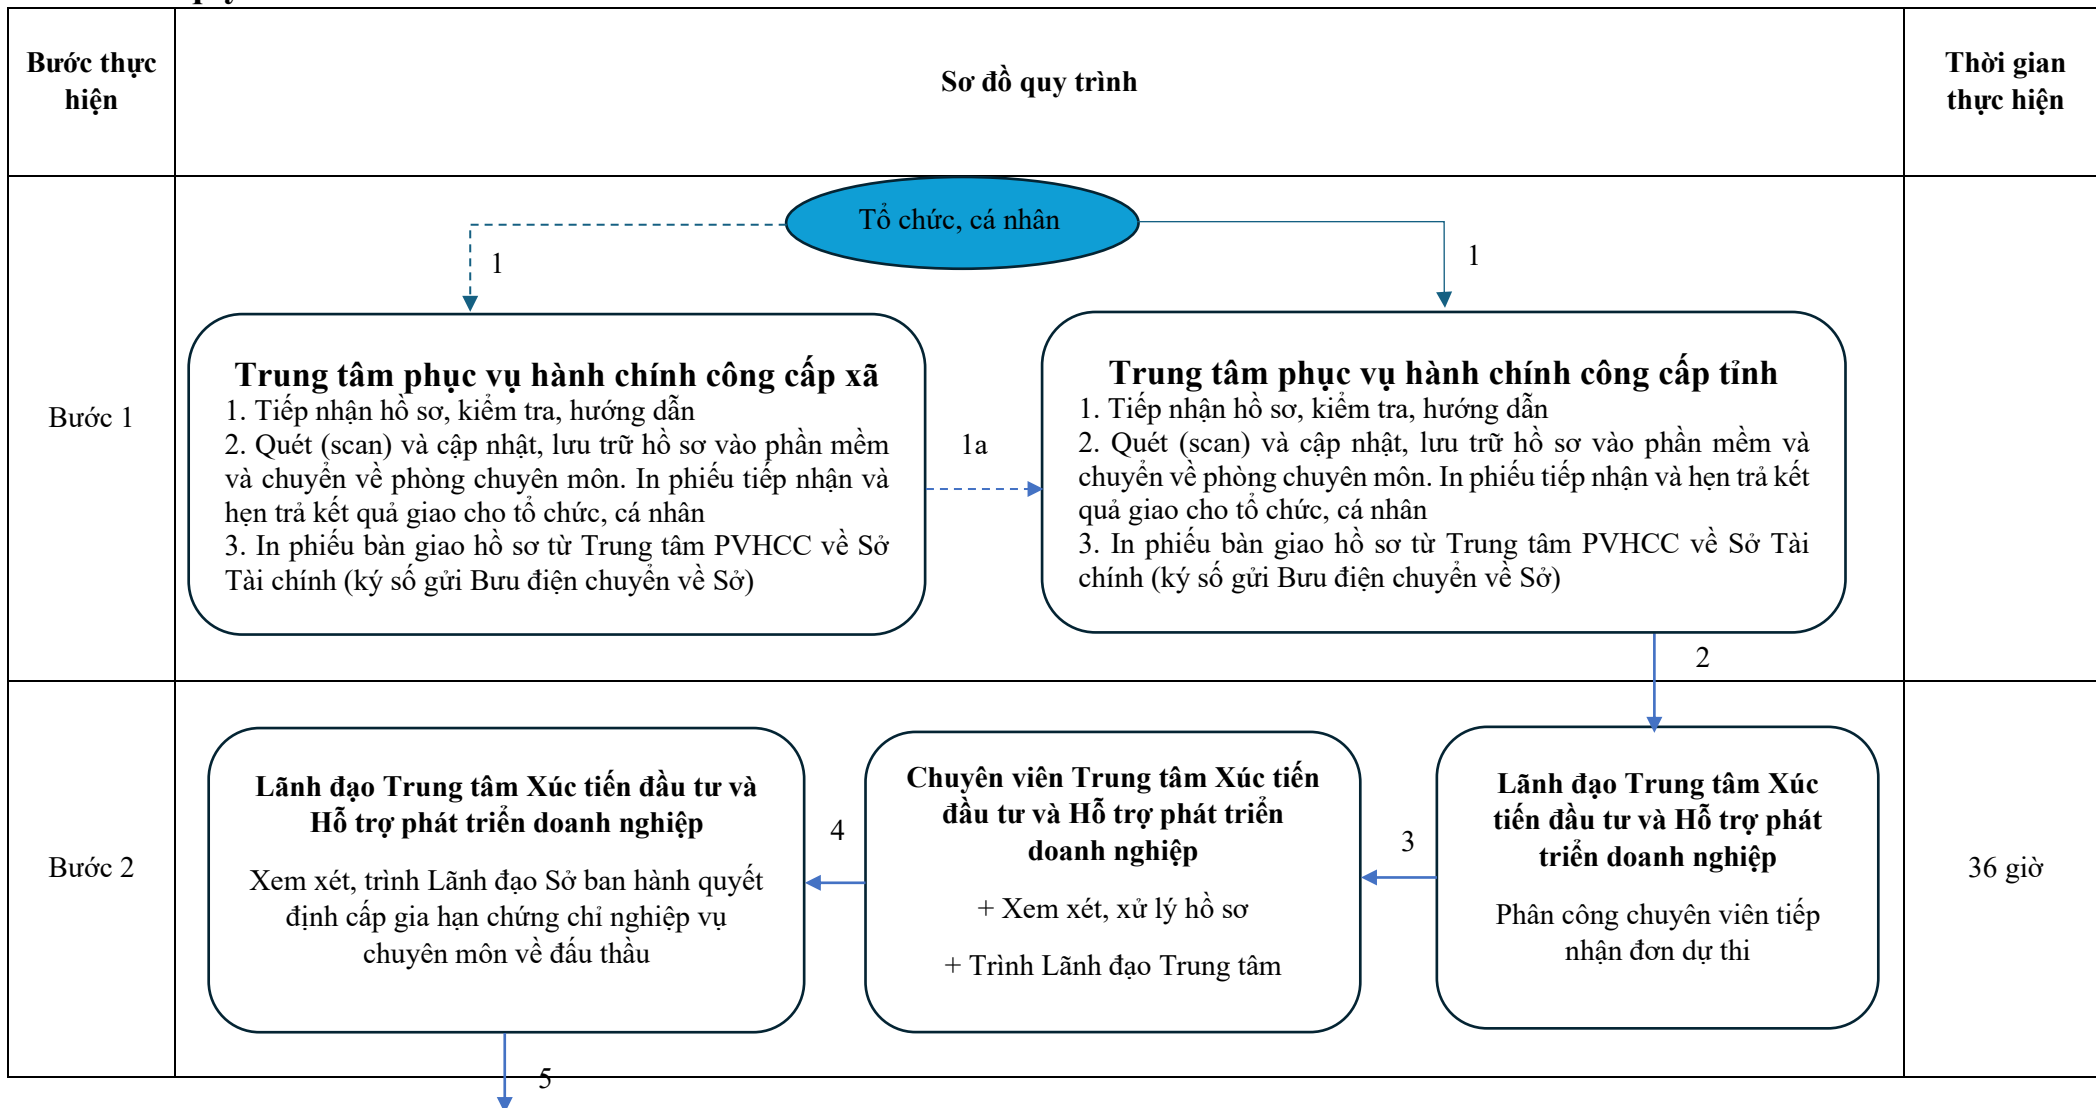 Bước thực
hiện
Sơ đồ quy trình
Thời gian
thực hiện
Bước 1
Tổ chức, cá nhân
1
1
Trung tâm phục vụ hành chính công cấp xã
1. Tiếp nhận hồ sơ, kiểm tra, hướng dẫn
2. Quét (scan) và cập nhật, lưu trữ hồ sơ vào phần mềm
và chuyển về phòng chuyên môn. In phiếu tiếp nhận và
hẹn trả kết quả giao cho tổ chức, cá nhân
3. In phiếu bàn giao hồ sơ từ Trung tâm PVHCC về Sở
Tài chính (ký số gửi Bưu điện chuyển về Sở)
1a
Trung tâm phục vụ hành chính công cấp tỉnh
1. Tiếp nhận hồ sơ, kiểm tra, hướng dẫn
2. Quét (scan) và cập nhật, lưu trữ hồ sơ vào phần mềm và
chuyển về phòng chuyên môn. In phiếu tiếp nhận và hẹn trả kết
quả giao cho tổ chức, cá nhân
3. In phiếu bàn giao hồ sơ từ Trung tâm PVHCC về Sở Tài
chính (ký số gửi Bưu điện chuyển về Sở)
2
Bước 2
Lãnh đạo Trung tâm Xúc tiến đầu tư và
Hỗ trợ phát triển doanh nghiệp
Xem xét, trình Lãnh đạo Sở ban hành quyết
định cấp gia hạn chứng chỉ nghiệp vụ
chuyên môn về đấu thầu
4
Chuyên viên Trung tâm Xúc tiến
đầu tư và Hỗ trợ phát triển
doanh nghiệp
+ Xem xét, xử lý hồ sơ
+ Trình Lãnh đạo Trung tâm
3
Lãnh đạo Trung tâm Xúc
tiến đầu tư và Hỗ trợ phát
triển doanh nghiệp
Phân công chuyên viên tiếp
nhận đơn dự thi
36 giờ
5